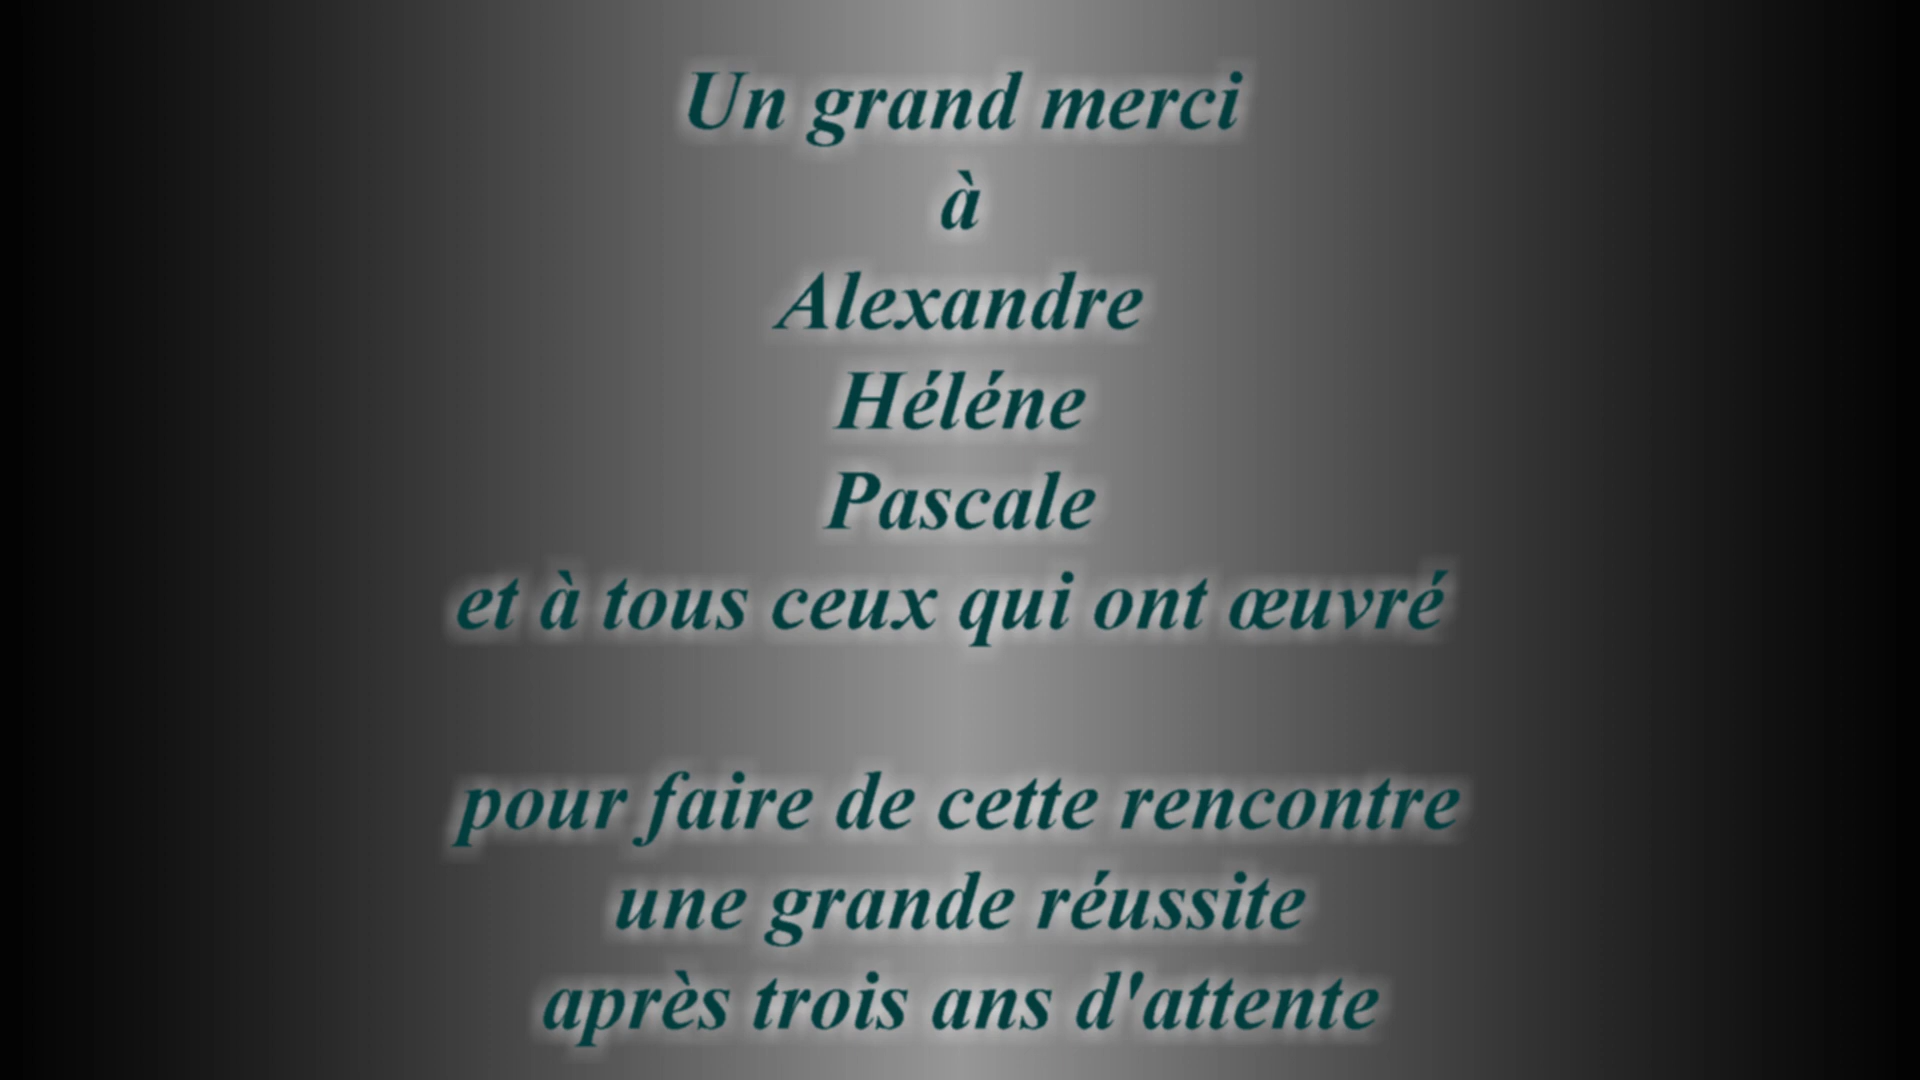 Un grand merci
à
Alexandre
Héléne
Pascale
et à tous ceux qui ont œuvré
pour faire de cette rencontre
une grande réussite
après trois ans d'attente